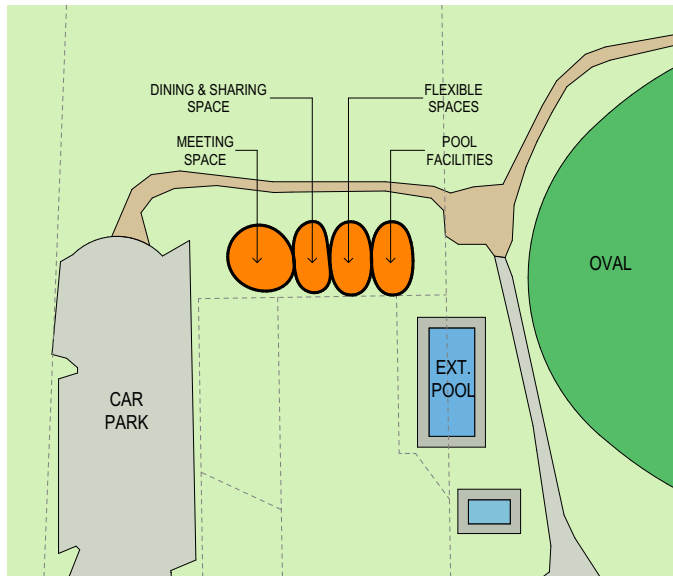 DINING & SHARING
SPACE
FLEXIBLE
SPACES
MEETING
SPACE
POOL
FACILITIES
OVAL
EXT.
POOL
CAR
PARK